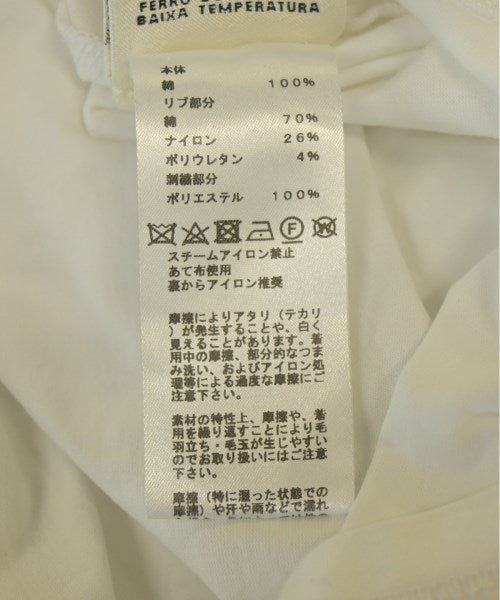 FERRO
BAIXA TEMPERATURA
本体
綿 100%
リブ部分
綿 70%
ナイロン 26%
ポリウレタン 4%
刺繍部分
ポリエステル 100%
スチームアイロン禁止
あて布使用
裏からアイロン推奨
摩擦によりアタリ(テカリ
)が発生することや、白く
見えることがあります。着
用中の摩擦、部分的なつま
み洗い、およびアイロン処
理等による過度な摩擦にご
注意下さい。
素材の特性上、摩擦や、着
用を繰り返すことにより毛
羽立ち・毛玉が生じやすい
のでお取り扱いにはご注意
下さい。
摩擦(特に湿った状態での
摩擦)や汗や雨などで濡れ